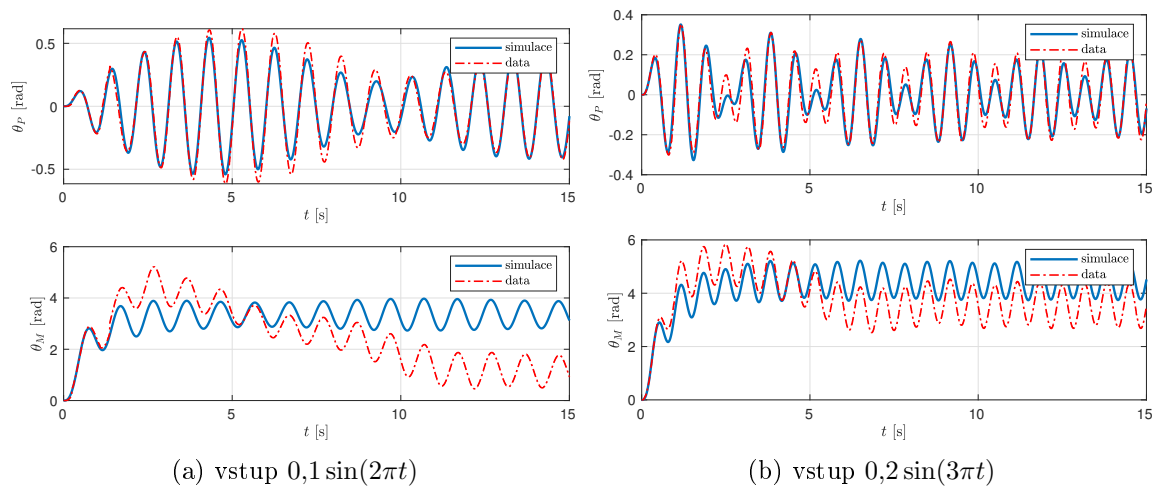 0.5
0
-0.5
θ_P [rad]
simulace
data
0
5
10
15
t [s]
6
4
2
0
θ_M [rad]
simulace
data
0
5
10
15
t [s]
(a) vstup 0,1 sin(2πt)
0.4
0.2
0
-0.2
-0.4
θ_P [rad]
simulace
data
0
5
10
15
t [s]
6
4
2
0
θ_M [rad]
simulace
data
0
5
10
15
t [s]
(b) vstup 0,2 sin(3πt)